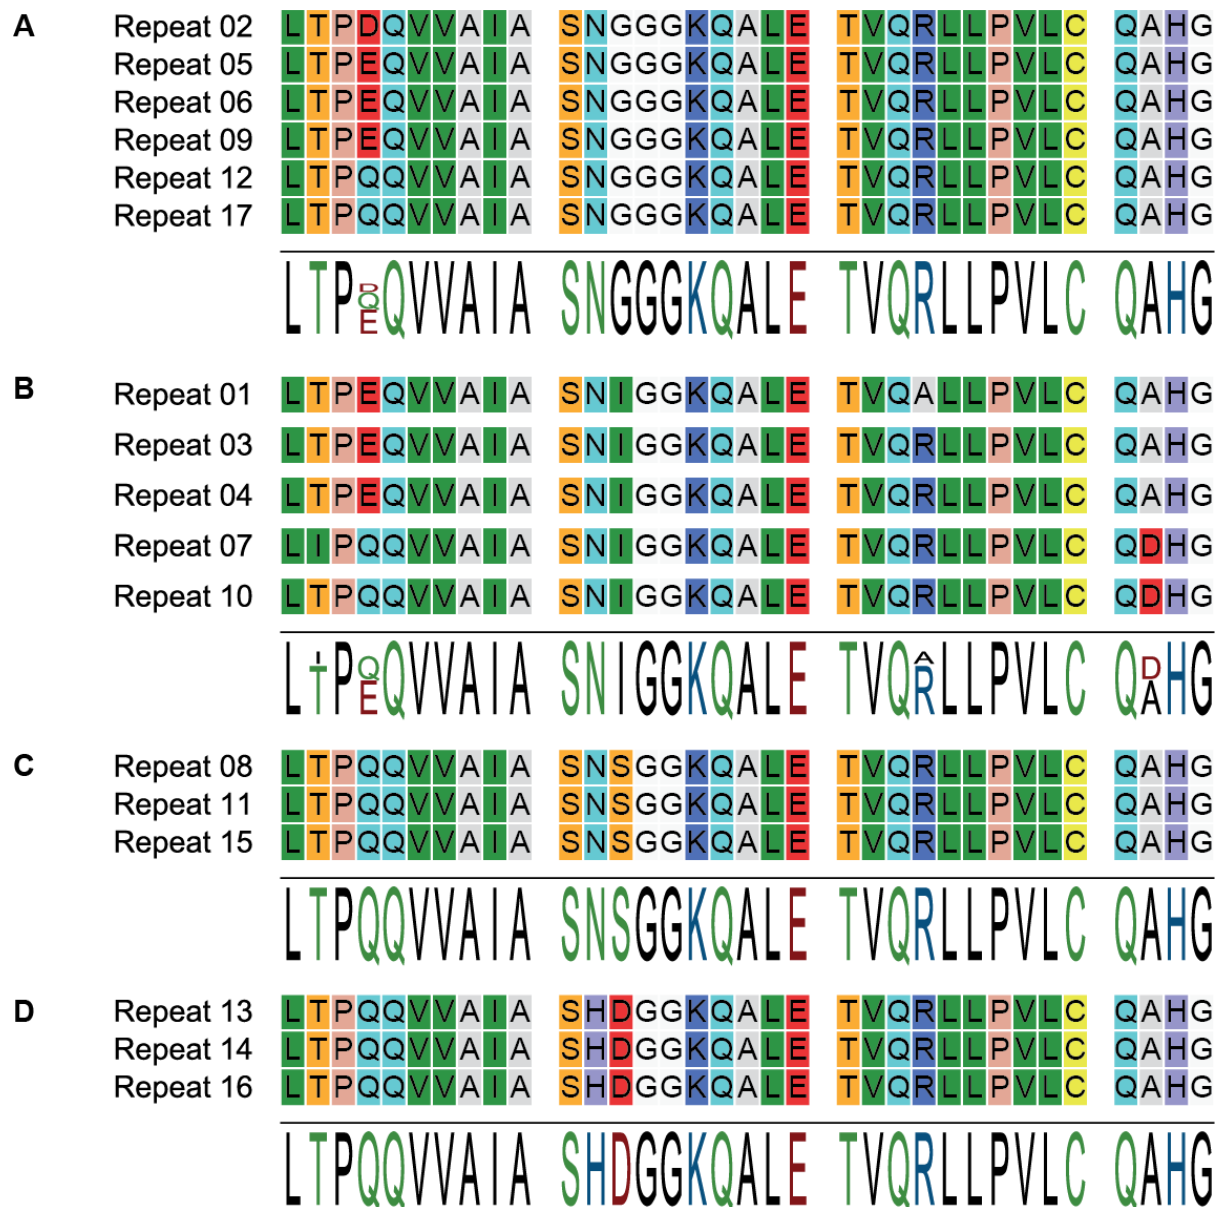 A Repeat 02 LTPDQVVAIA SNGGGKQALE TVQRLLPVLC QAHG
Repeat 05 LTPEQVVAIA SNGGGKQALE TVQRLLPVLC QAHG
Repeat 06 LTPEQVVAIA SNGGGKQALE TVQRLLPVLC QAHG
Repeat 09 LTPEQVVAIA SNGGGKQALE TVQRLLPVLC QAHG
Repeat 12 LTPQQVVAIA SNGGGKQALE TVQRLLPVLC QAHG
Repeat 17 LTPQQVVAIA SNGGGKQALE TVQRLLPVLC QAHG
D
Q
LTPEQVVAIA SNGGGKQALE TVQRLLPVLC QAHG
B Repeat 01 LTPEQVVAIA SNIGGKQALE TVQALLPVLC QAHG
Repeat 03 LTPEQVVAIA SNIGGKQALE TVQRLLPVLC QAHG
Repeat 04 LTPEQVVAIA SNIGGKQALE TVQRLLPVLC QAHG
Repeat 07 LIPQQVVAIA SNIGGKQALE TVQRLLPVLC QDHG
Repeat 10 LTPQQVVAIA SNIGGKQALE TVQRLLPVLC QDHG
I Q A D
LTPEQVVAIA SNIGGKQALE TVQRLLPVLC QAHG
C Repeat 08 LTPQQVVAIA SNSGGKQALE TVQRLLPVLC QAHG
Repeat 11 LTPQQVVAIA SNSGGKQALE TVQRLLPVLC QAHG
Repeat 15 LTPQQVVAIA SNSGGKQALE TVQRLLPVLC QAHG
LTPQQVVAIA SNSGGKQALE TVQRLLPVLC QAHG
D Repeat 13 LTPQQVVAIA SHDGGKQALE TVQRLLPVLC QAHG
Repeat 14 LTPQQVVAIA SHDGGKQALE TVQRLLPVLC QAHG
Repeat 16 LTPQQVVAIA SHDGGKQALE TVQRLLPVLC QAHG
LTPQQVVAIA SHDGGKQALE TVQRLLPVLC QAHG